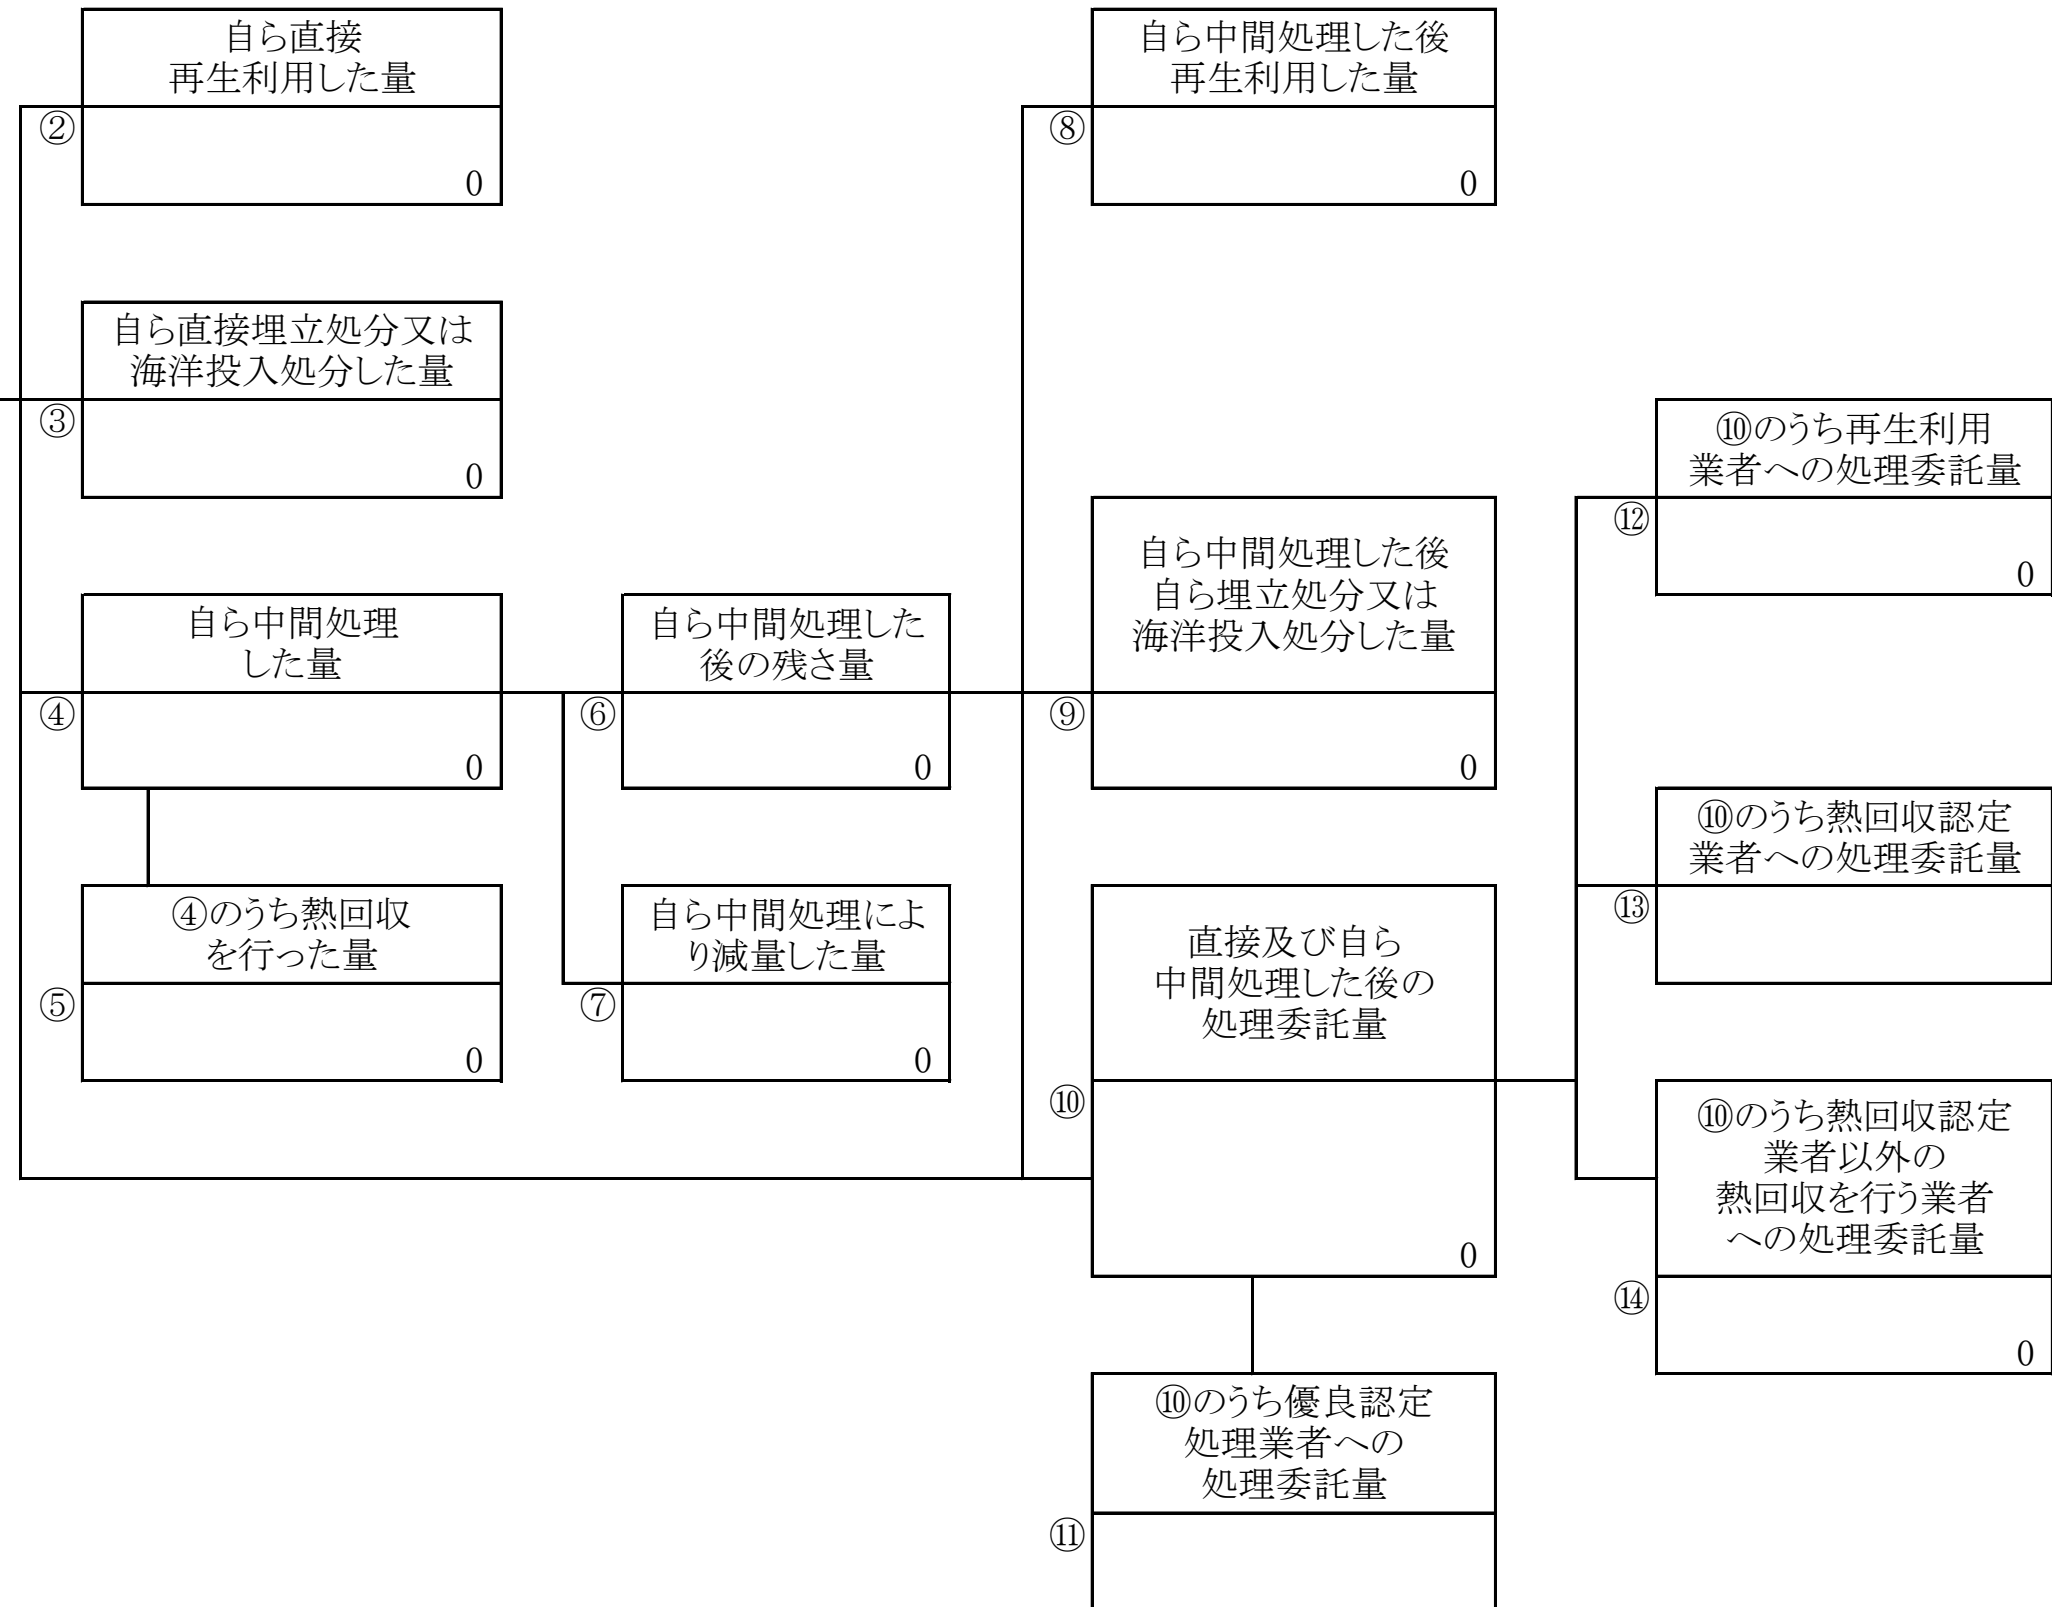 自ら直接
再生利用した量
②
0
自ら中間処理した後
再生利用した量
⑧
0
自ら直接埋立処分又は
海洋投入処分した量
③
0
⑩のうち再生利用
業者への処理委託量
⑫
0
自ら中間処理
した量
④
0
自ら中間処理した
後の残さ量
⑥
0
自ら中間処理した後
自ら埋立処分又は
海洋投入処分した量
⑨
0
⑩のうち熱回収認定
業者への処理委託量
⑬
④のうち熱回収
を行った量
⑤
0
自ら中間処理によ
り減量した量
⑦
0
直接及び自ら
中間処理した後の
処理委託量
⑩
0
⑩のうち熱回収認定
業者以外の
熱回収を行う業者
への処理委託量
⑭
0
⑩のうち優良認定
処理業者への
処理委託量
⑪